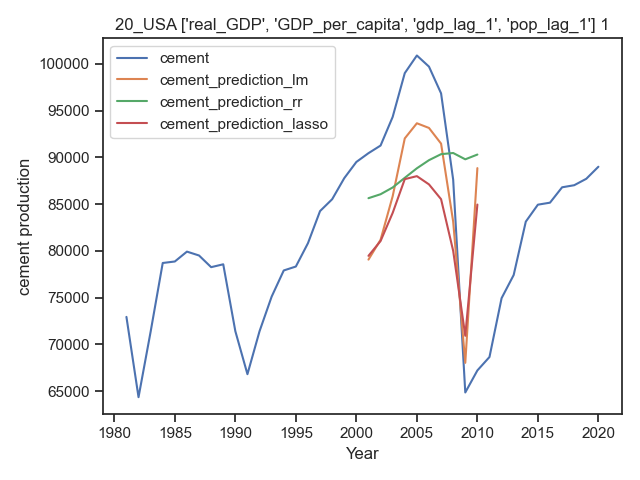 20_USA ['real_GDP', 'GDP_per_capita', 'gdp_lag_1', 'pop_lag_1'] 1
cement
cement_prediction_lm
cement_prediction_rr
cement_prediction_lasso
cement production
100000
95000
90000
85000
80000
75000
70000
65000
1980 1985 1990 1995 2000 2005 2010 2015 2020
Year